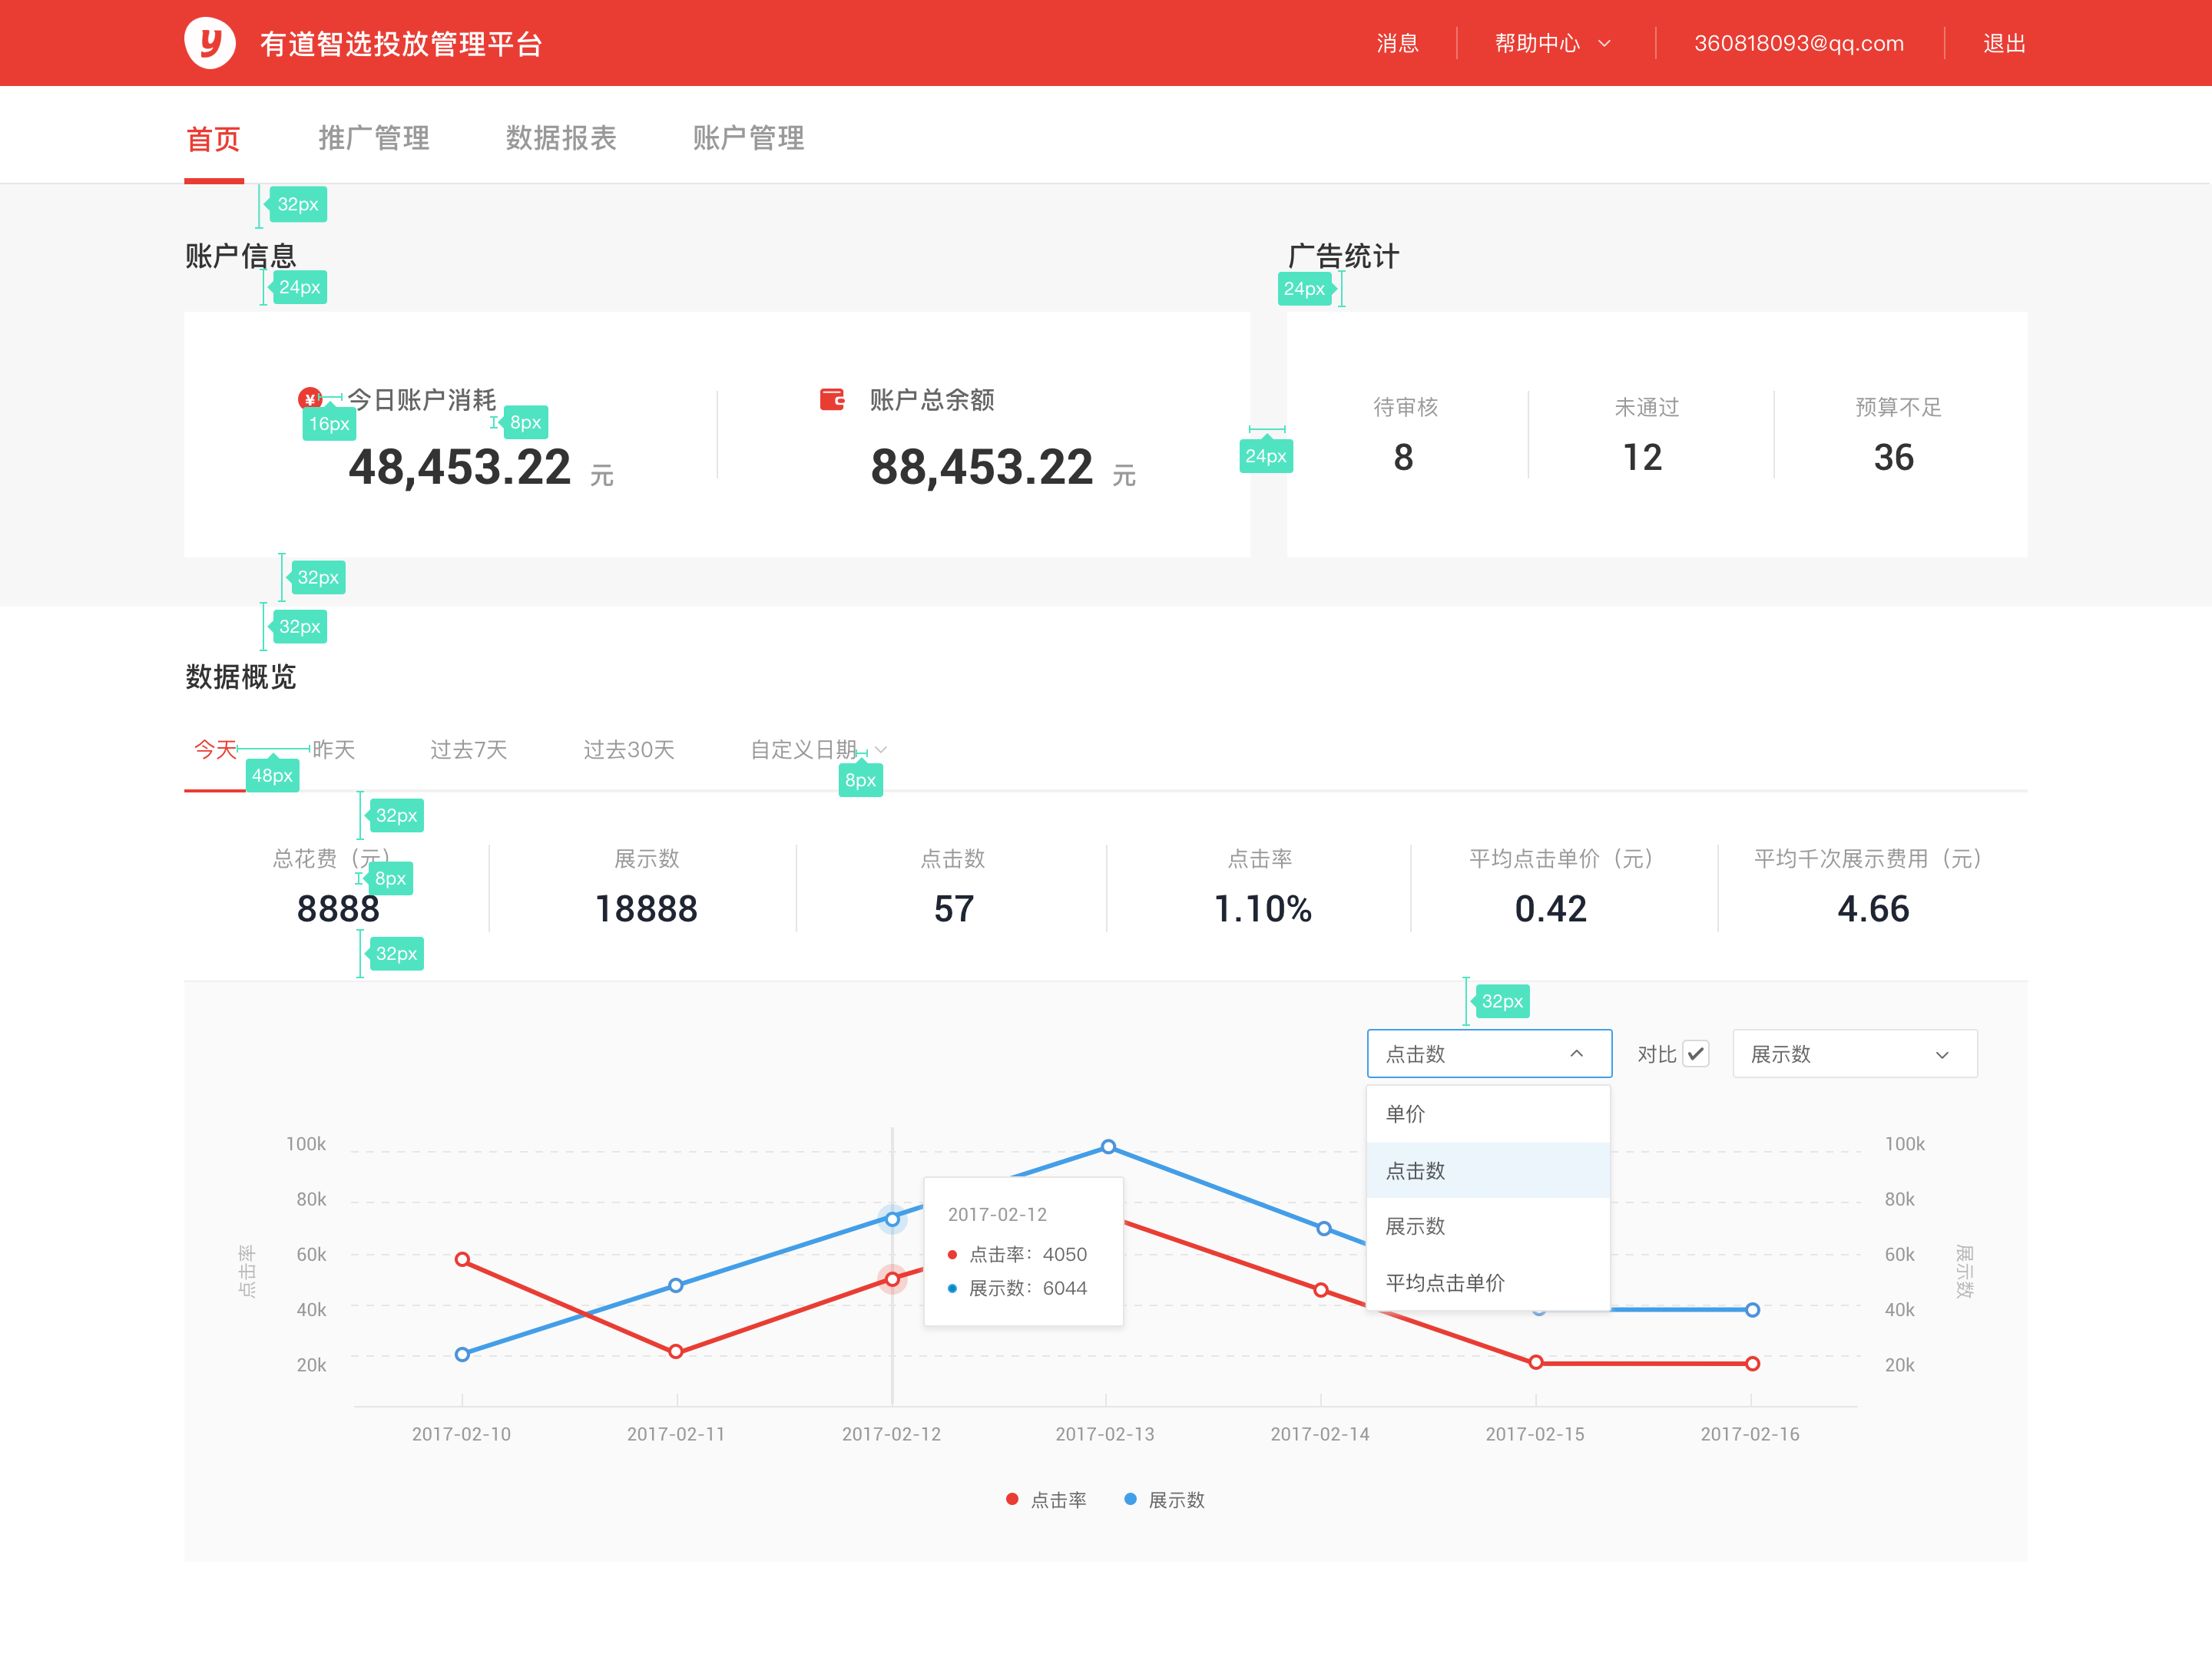 y 有道智选投放管理平台 消息 帮助中心 360818093@qq.com 退出
首页 推广管理 数据报表 账户管理
32px
账户信息 广告统计
24px 24px
¥ 今日账户消耗 账户总余额 待审核 未通过 预算不足
16px 8px
48,453.22 元 88,453.22 元 24px 8 12 36
32px
32px
数据概览
今天 昨天 过去7天 过去30天 自定义日期
48px 8px
32px
总花费（元） 展示数 点击数 点击率 平均点击单价（元） 平均千次展示费用（元）
8px
8888 18888 57 1.10% 0.42 4.66
32px
32px
点击数 对比 展示数
单价
点击数
展示数
平均点击单价
100k 100k
80k 80k
60k 60k
40k 40k
20k 20k
点击率 展示数
2017-02-12
点击率：4050
展示数：6044
2017-02-10 2017-02-11 2017-02-12 2017-02-13 2017-02-14 2017-02-15 2017-02-16
点击率 展示数